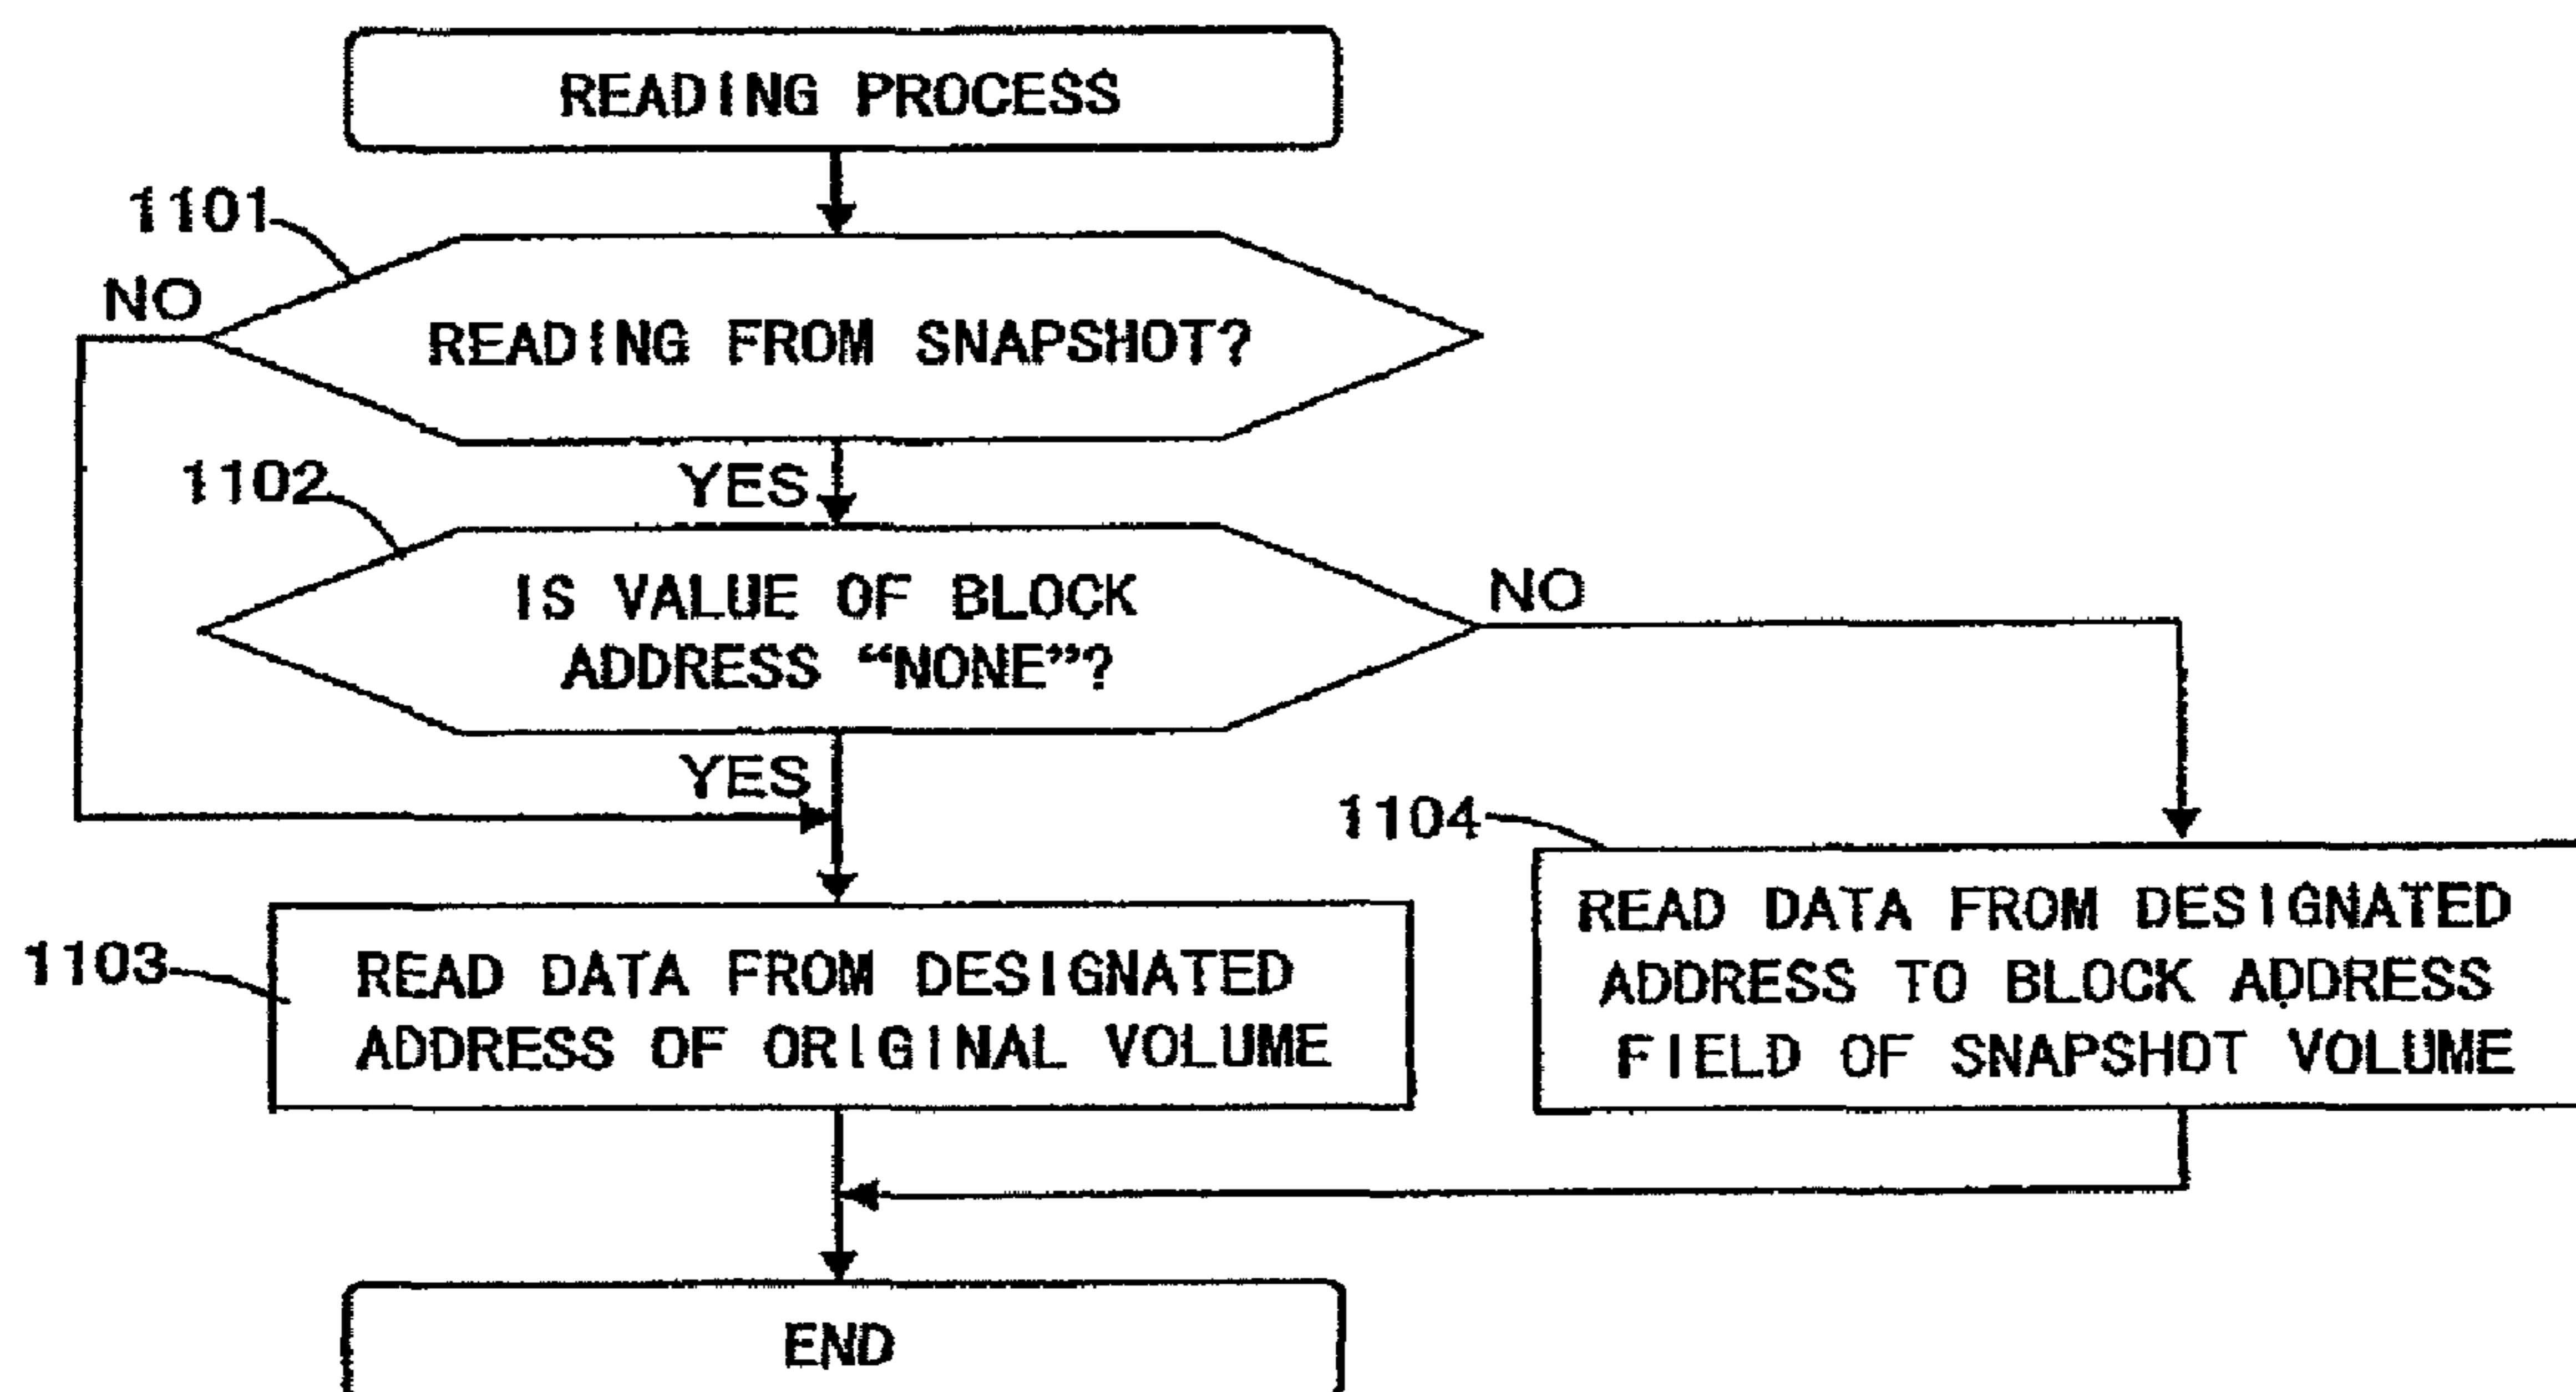 READING PROCESS
1101
NO
READING FROM SNAPSHOT?
YES
1102
IS VALUE OF BLOCK
ADDRESS “NONE”?
NO
YES
1104
1103
READ DATA FROM DESIGNATED
ADDRESS OF ORIGINAL VOLUME
READ DATA FROM DESIGNATED
ADDRESS TO BLOCK ADDRESS
FIELD OF SNAPSHOT VOLUME
END